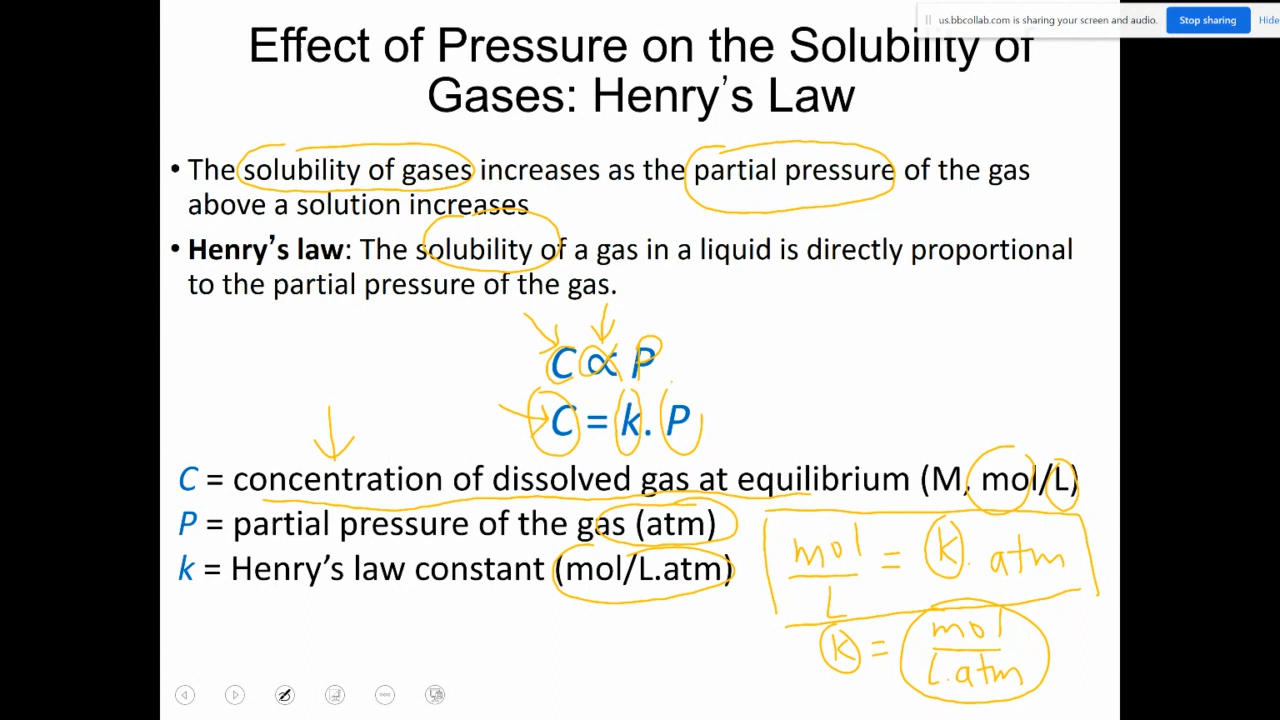 us.bbcollab.com is sharing your screen and audio. Stop sharing Hide
Effect of Pressure on the Solubility of
Gases: Henry's Law
• The solubility of gases increases as the partial pressure of the gas
above a solution increases
• Henry's law: The solubility of a gas in a liquid is directly proportional
to the partial pressure of the gas.
C ∝ P
C = k. P
C = concentration of dissolved gas at equilibrium (M, mol/L)
P = partial pressure of the gas (atm)
k = Henry's law constant (mol/L.atm)
mol/L = k . atm
k = mol/L.atm